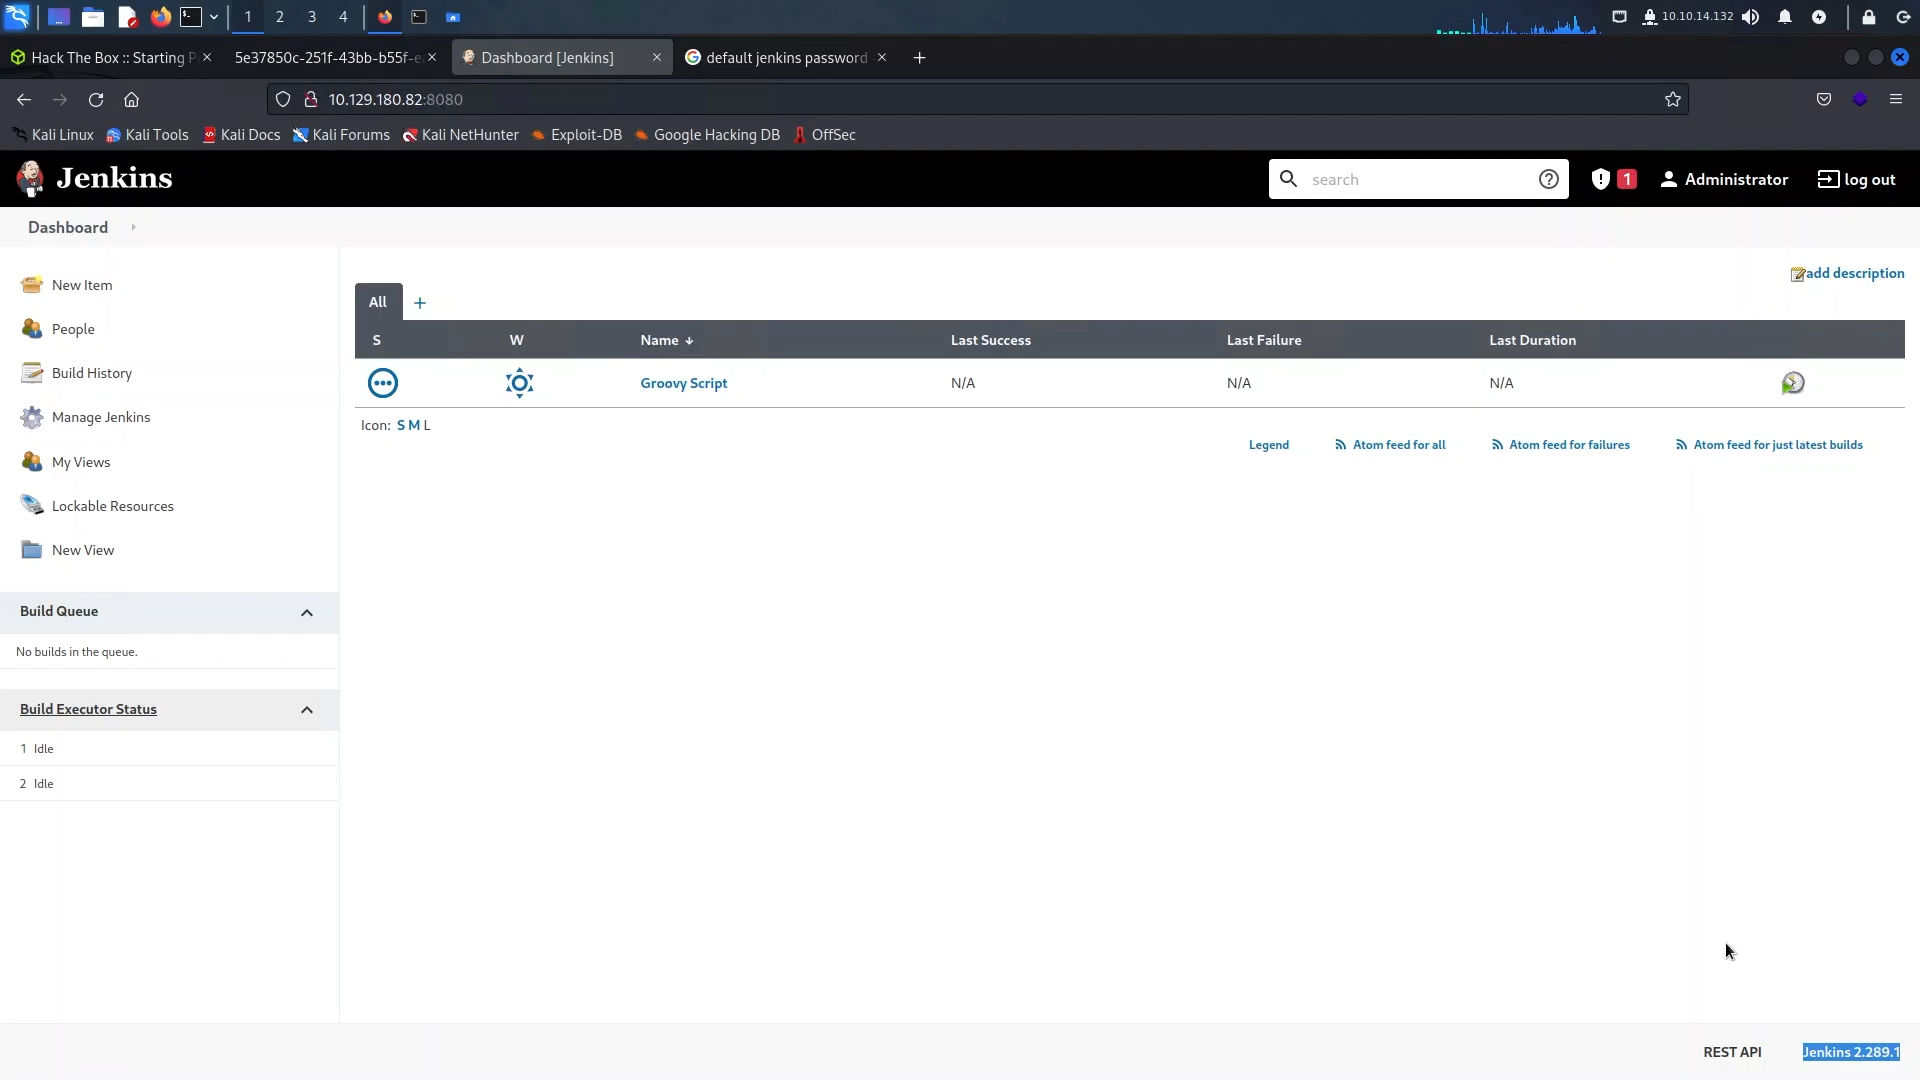 1 2 3 4 10.10.14.132
Hack The Box :: Starting P 5e37850c-251f-43bb-b55f-e Dashboard [Jenkins] default jenkins password
10.129.180.82:8080
Kali Linux Kali Tools Kali Docs Kali Forums Kali NetHunter Exploit-DB Google Hacking DB OffSec
Jenkins search 1 Administrator log out
Dashboard
New Item
People
Build History
Manage Jenkins
My Views
Lockable Resources
New View
Build Queue
No builds in the queue.
Build Executor Status
1 Idle
2 Idle
add description
All +
S W Name ↓ Last Success Last Failure Last Duration
Groovy Script N/A N/A N/A
Icon: S M L
Legend Atom feed for all Atom feed for failures Atom feed for just latest builds
REST API Jenkins 2.289.1